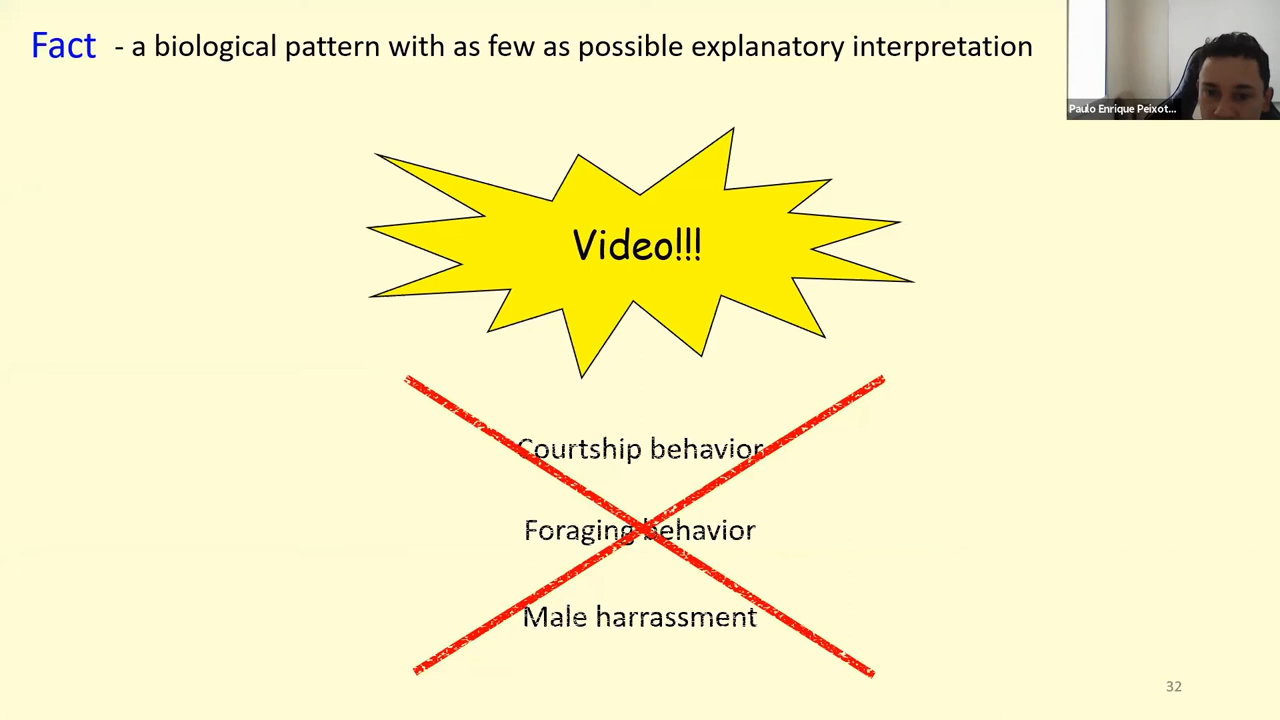 Fact - a biological pattern with as few as possible explanatory interpretation
Paulo Enrique Peixot...
Video!!!
Courtship behavior
Foraging behavior
Male harrassment
32